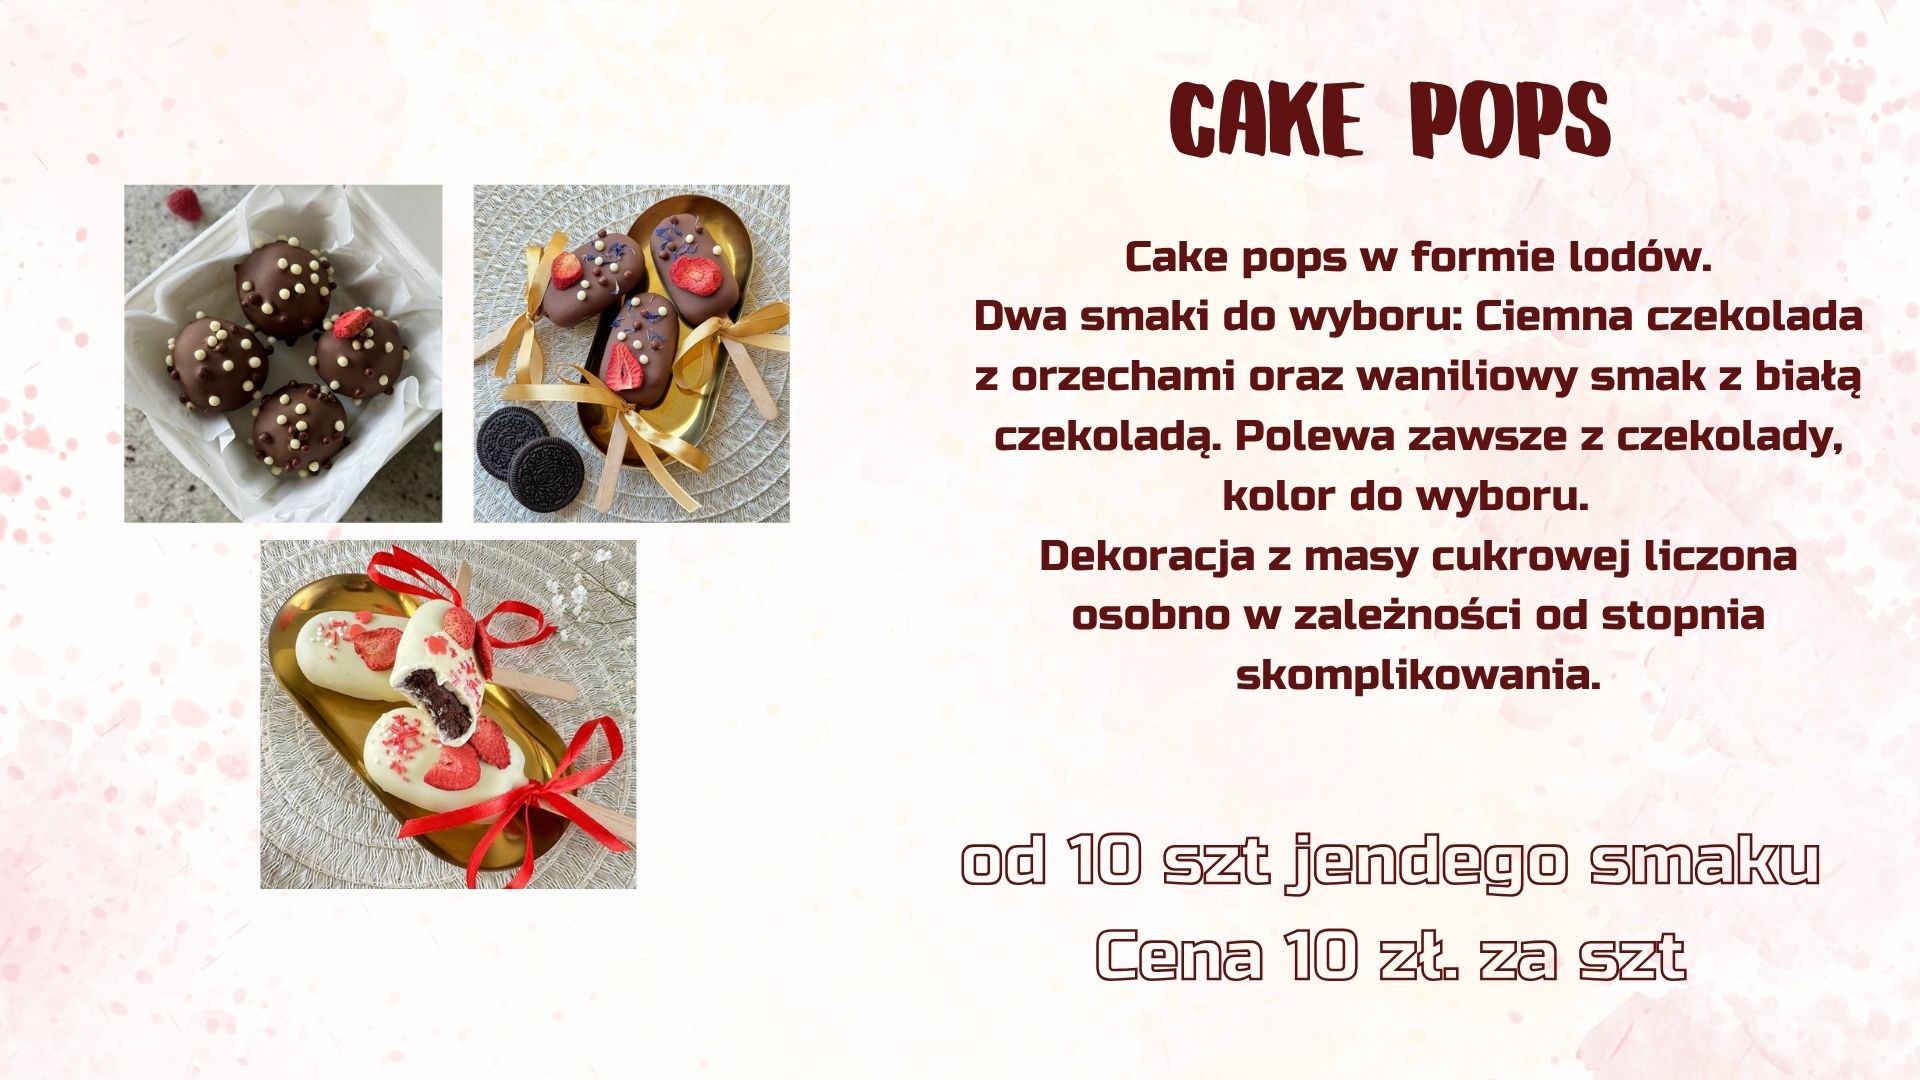 CAKE POPS
Cake pops w formie lodów.
Dwa smaki do wyboru: Ciemna czekolada
z orzechami oraz waniliowy smak z białą
czekoladą. Polewa zawsze z czekolady,
kolor do wyboru.
Dekoracja z masy cukrowej liczona
osobno w zależności od stopnia
skomplikowania.
od 10 szt jendego smaku
Cena 10 zł. za szt